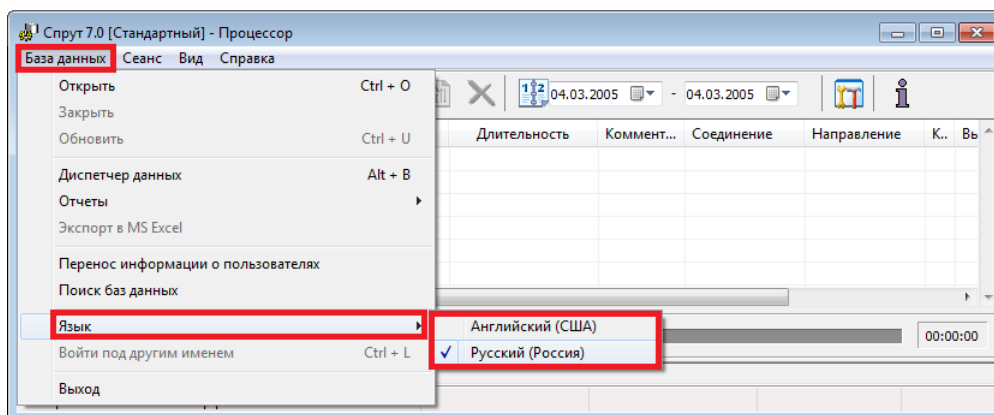 Спрут 7.0 [Стандартный] - Процессор
База данных Сеанс Вид Справка
Открыть Ctrl + O
Закрыть
Обновить Ctrl + U
Диспетчер данных Alt + B
Отчеты
Экспорт в MS Excel
Перенос информации о пользователях
Поиск баз данных
Язык
Войти под другим именем Ctrl + L
Выход
Английский (США)
Русский (Россия)
04.03.2005 - 04.03.2005
Длительность Коммент... Соединение Направление К... Вы
00:00:00